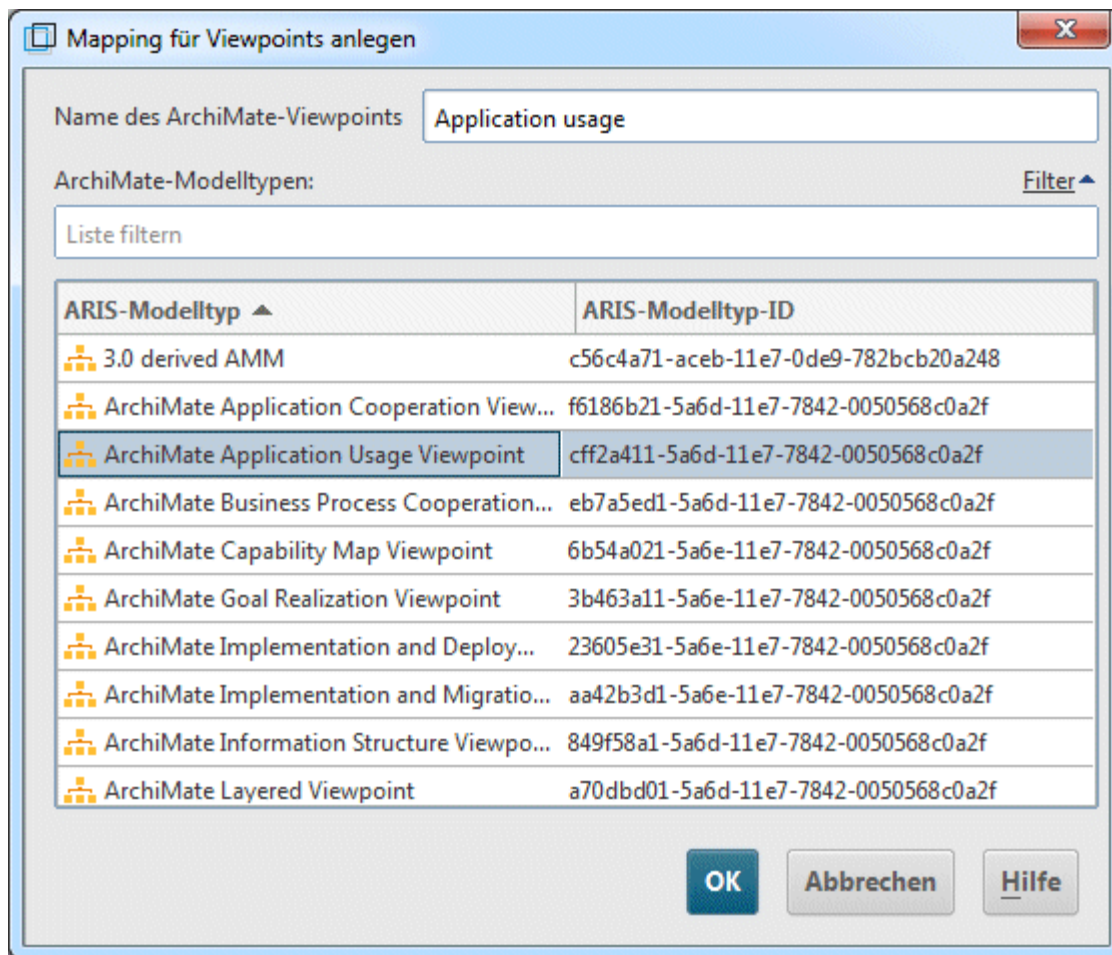 Mapping für Viewpoints anlegen
Name des ArchiMate-Viewpoints Application usage
ArchiMate-Modelltypen: Filter
Liste filtern
ARIS-Modelltyp ARIS-Modelltyp-ID
3.0 derived AMM c56c4a71-aceb-11e7-0de9-782bcb20a248
ArchiMate Application Cooperation View... f6186b21-5a6d-11e7-7842-0050568c0a2f
ArchiMate Application Usage Viewpoint cff2a411-5a6d-11e7-7842-0050568c0a2f
ArchiMate Business Process Cooperation... eb7a5ed1-5a6d-11e7-7842-0050568c0a2f
ArchiMate Capability Map Viewpoint 6b54a021-5a6e-11e7-7842-0050568c0a2f
ArchiMate Goal Realization Viewpoint 3b463a11-5a6e-11e7-7842-0050568c0a2f
ArchiMate Implementation and Deploy... 23605e31-5a6e-11e7-7842-0050568c0a2f
ArchiMate Implementation and Migratio... aa42b3d1-5a6e-11e7-7842-0050568c0a2f
ArchiMate Information Structure Viewpo... 849f58a1-5a6d-11e7-7842-0050568c0a2f
ArchiMate Layered Viewpoint a70dbd01-5a6d-11e7-7842-0050568c0a2f
OK Abbrechen Hilfe